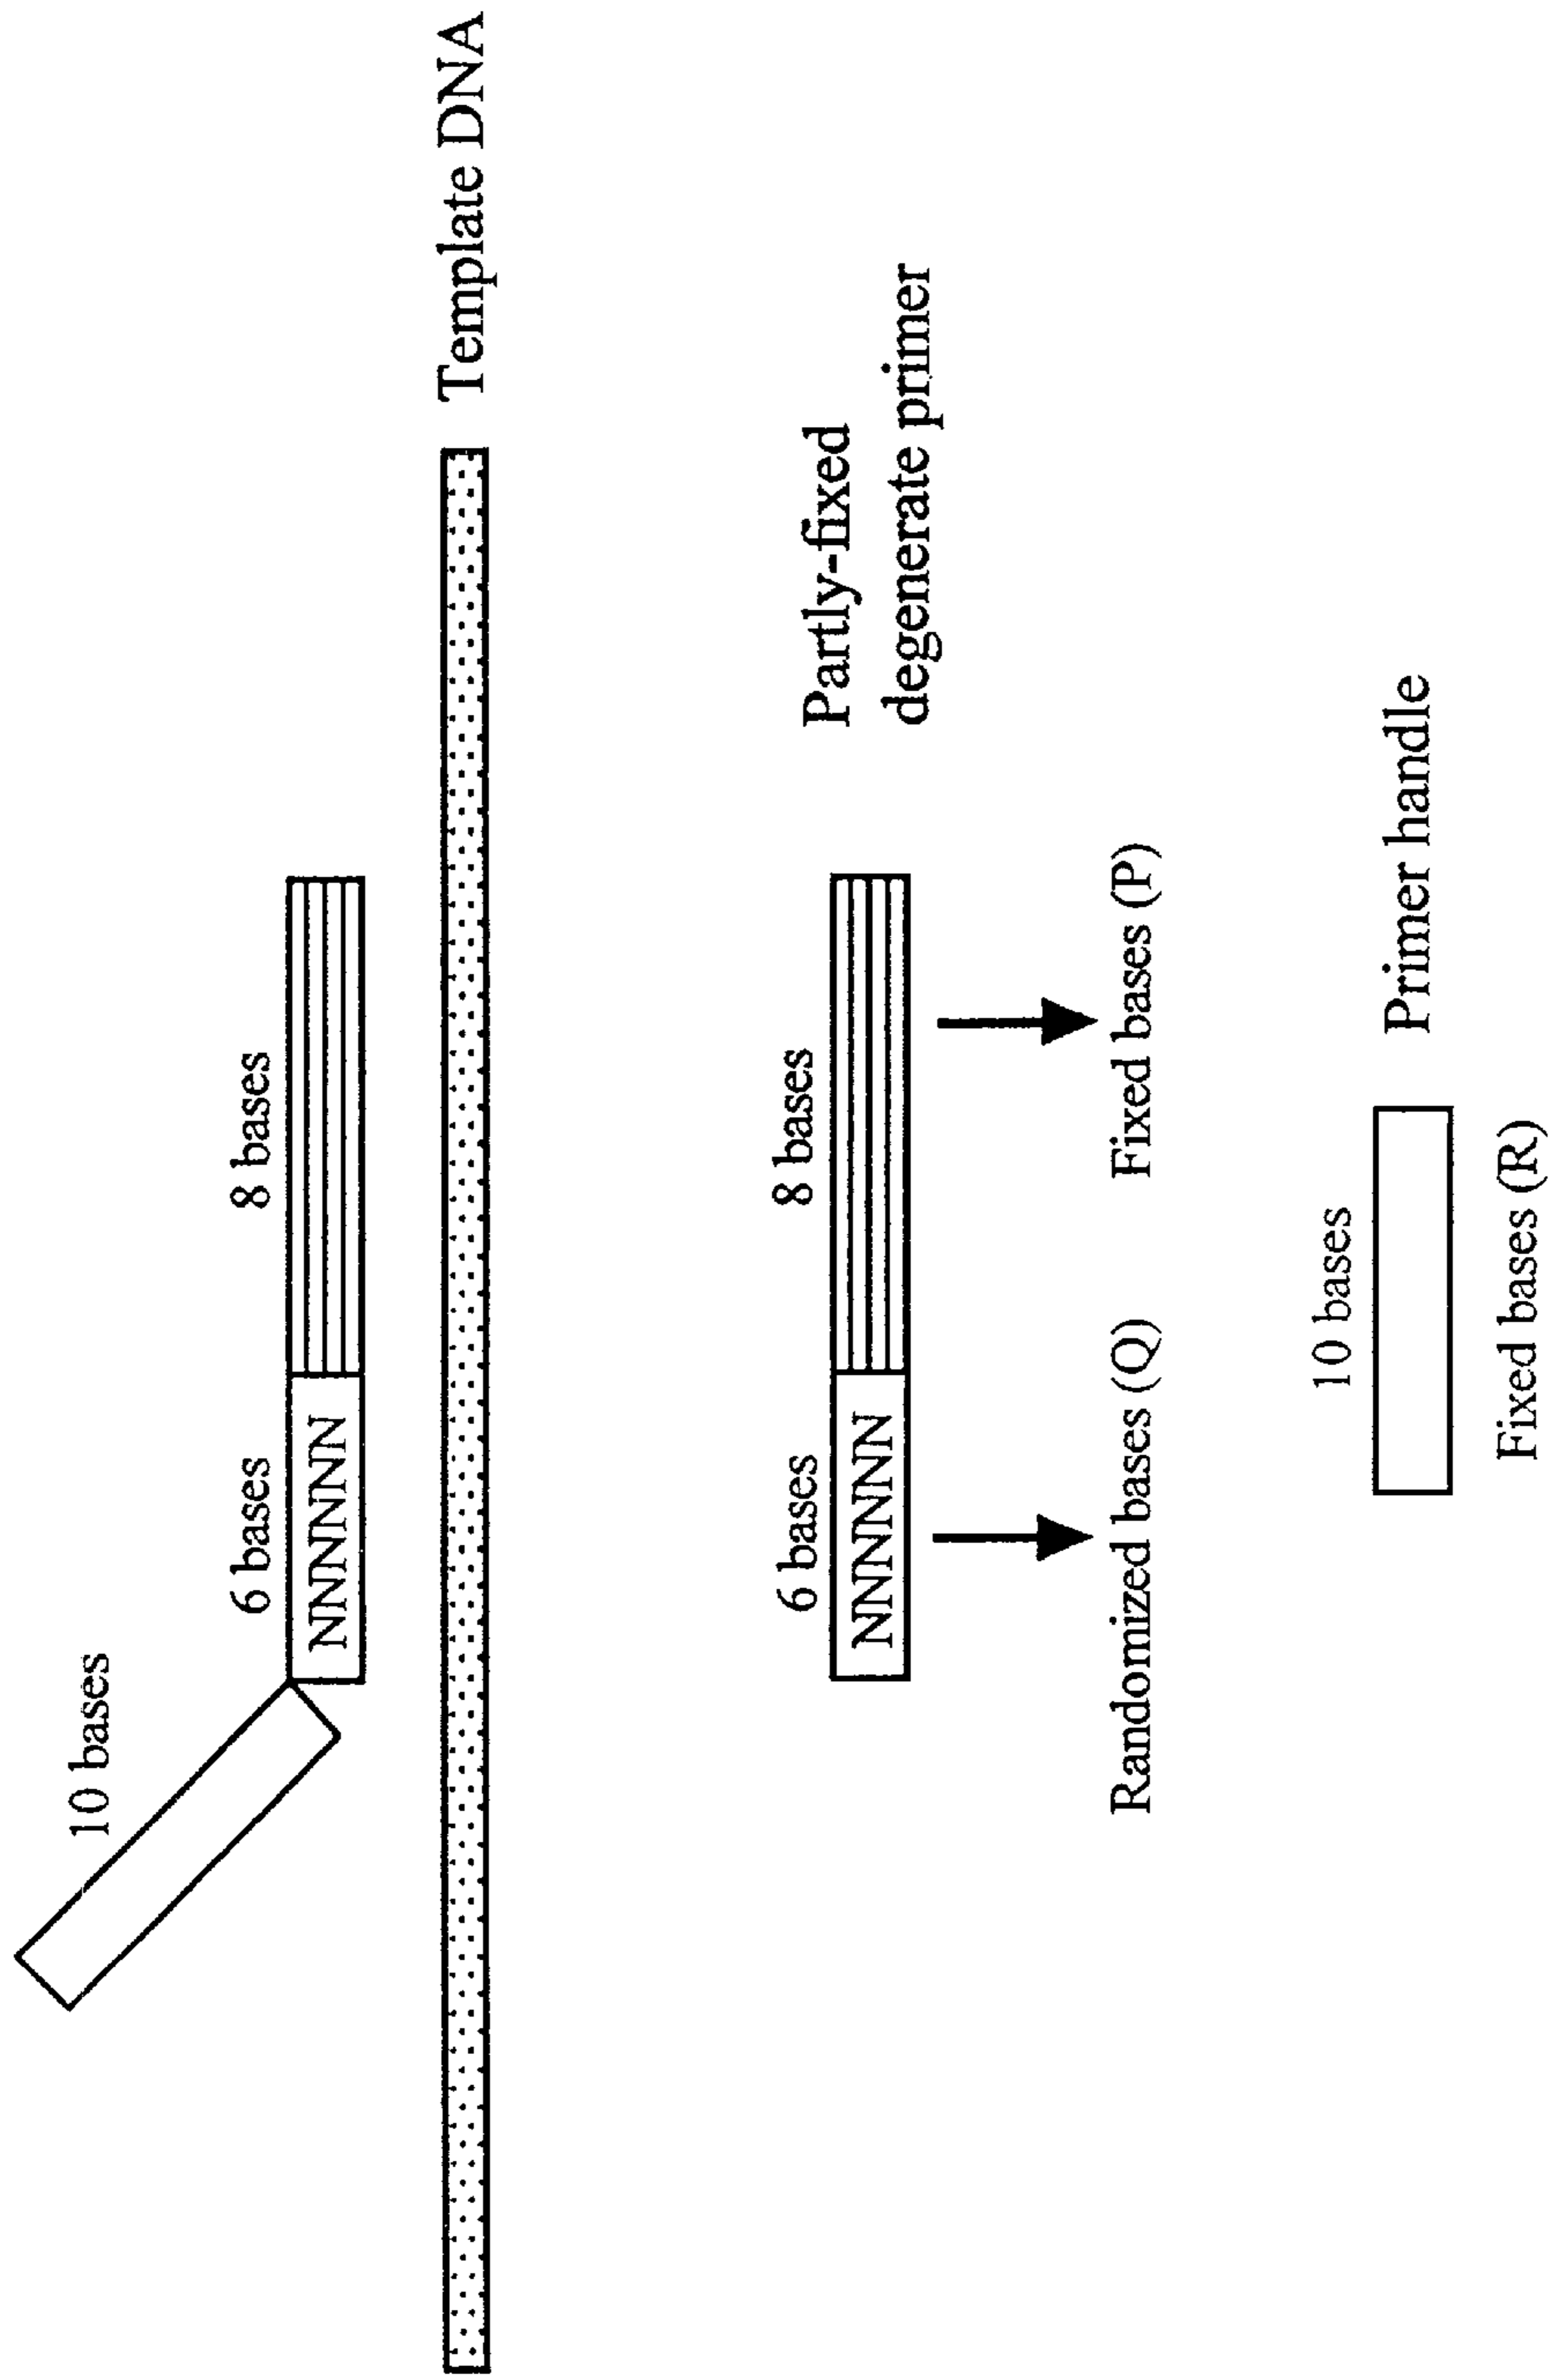 10 bases
6 bases
8 bases
NNNNNN
Template DNA
6 bases
8 bases
NNNNNN
Partly-fixed
degenerate primer
Randomized bases (Q)
Fixed bases (P)
10 bases
Primer handle
Fixed bases (R)